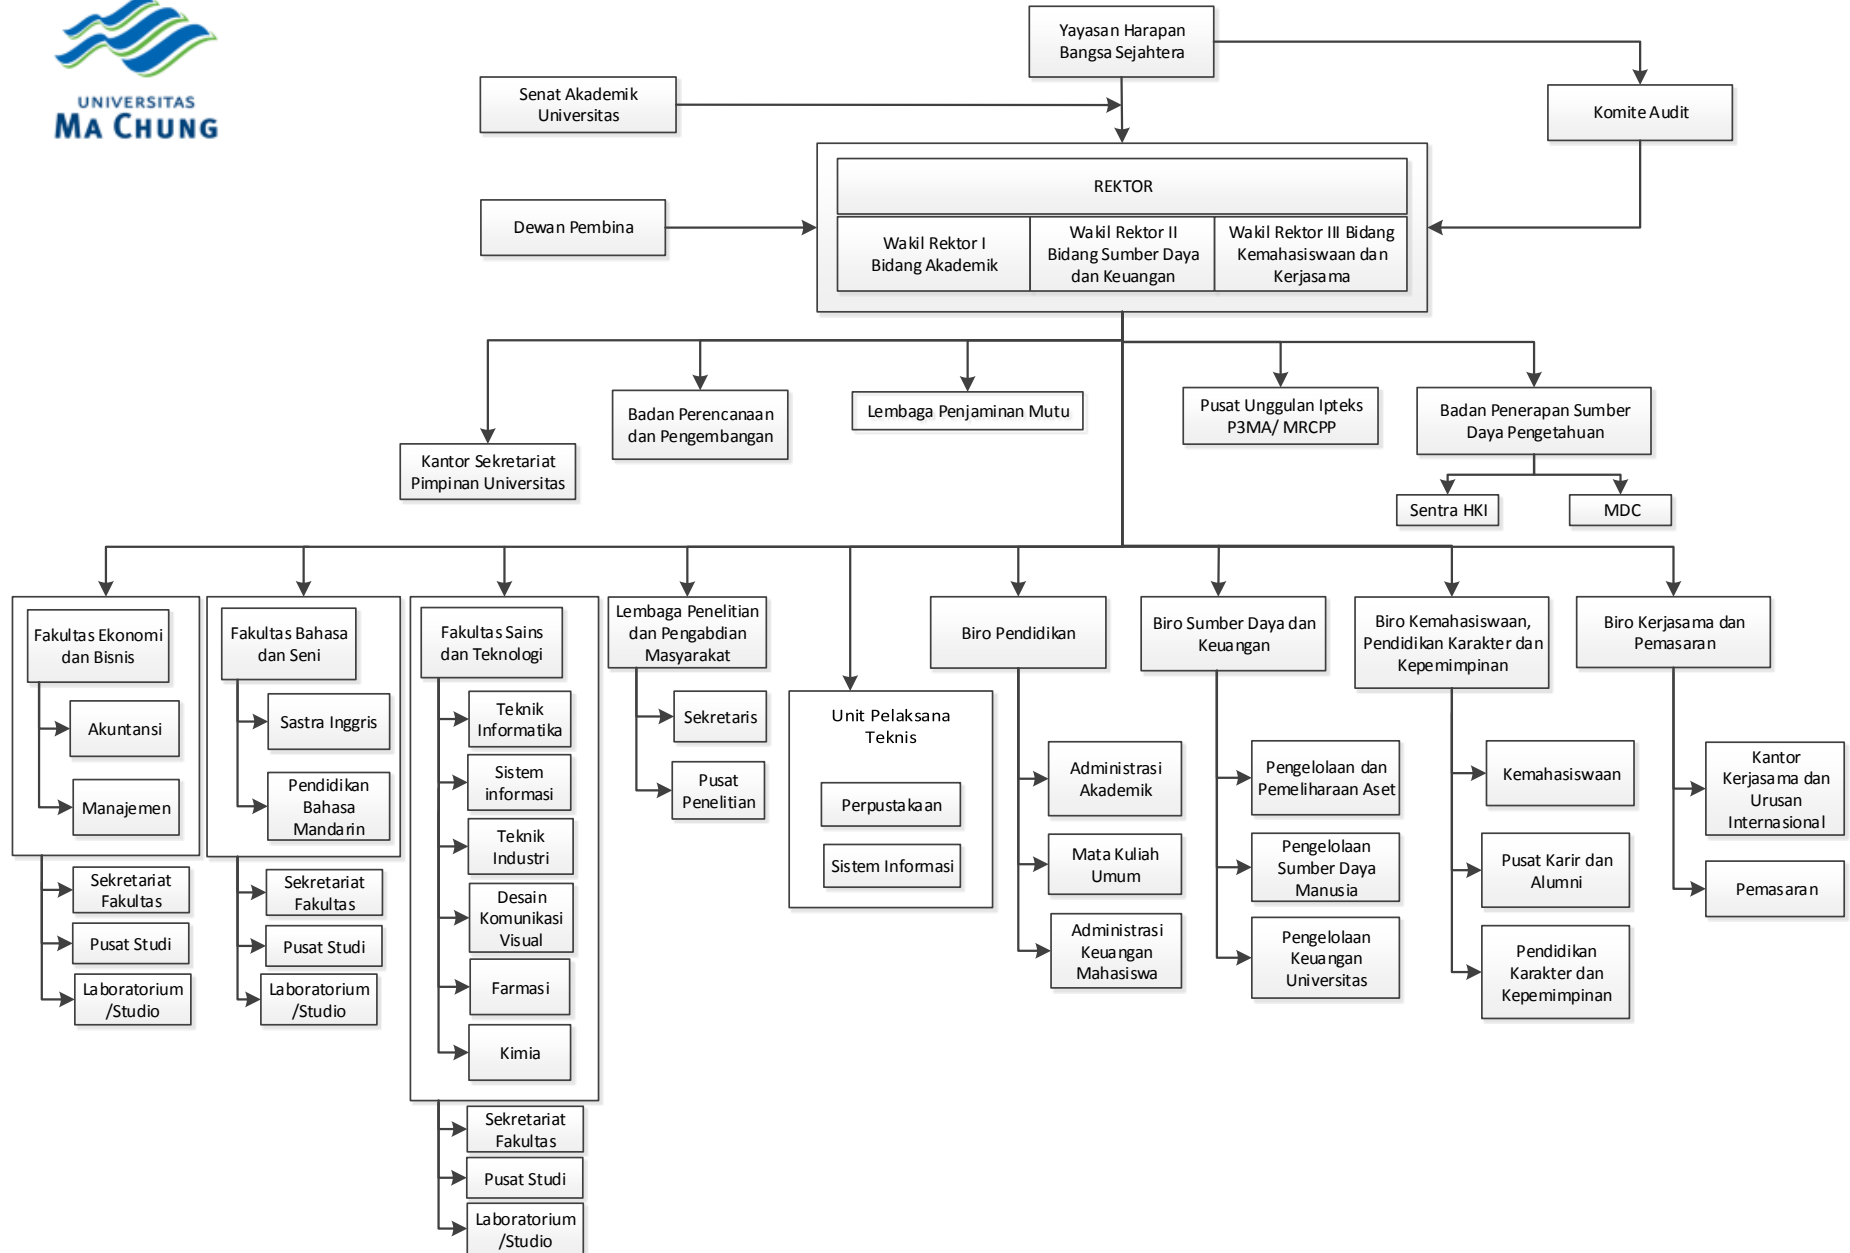 UNIVERSITAS
MA CHUNG
Yayasan Harapan
Bangsa Sejahtera
Senat Akademik
Universitas
Komite Audit
REKTOR
Dewan Pembina
Wakil Rektor I
Bidang Akademik
Wakil Rektor II
Bidang Sumber Daya
dan Keuangan
Wakil Rektor III Bidang
Kemahasiswaan dan
Kerjasama
Kantor Sekretariat
Pimpinan Universitas
Badan Perencanaan
dan Pengembangan
Lembaga Penjaminan Mutu
Pusat Unggulan Ipteks
P3MA/ MRCPP
Badan Penerapan Sumber
Daya Pengetahuan
Sentra HKI
MDC
Fakultas Ekonomi
dan Bisnis
Akuntansi
Manajemen
Sekretariat
Fakultas
Pusat Studi
Laboratorium
/Studio
Fakultas Bahasa
dan Seni
Sastra Inggris
Pendidikan
Bahasa
Mandarin
Sekretariat
Fakultas
Pusat Studi
Laboratorium
/Studio
Fakultas Sains
dan Teknologi
Teknik
Informatika
Sistem
informasi
Teknik
Industri
Desain
Komunikasi
Visual
Farmasi
Kimia
Sekretariat
Fakultas
Pusat Studi
Laboratorium
/Studio
Lembaga Penelitian
dan Pengabdian
Masyarakat
Sekretaris
Pusat
Penelitian
Unit Pelaksana
Teknis
Perpustakaan
Sistem Informasi
Biro Pendidikan
Administrasi
Akademik
Mata Kuliah
Umum
Administrasi
Keuangan
Mahasiswa
Biro Sumber Daya dan
Keuangan
Pengelolaan dan
Pemeliharaan Aset
Pengelolaan
Sumber Daya
Manusia
Pengelolaan
Keuangan
Universitas
Biro Kemahasiswaan,
Pendidikan Karakter dan
Kepemimpinan
Kemahasiswaan
Pusat Karir dan
Alumni
Pendidikan
Karakter dan
Kepemimpinan
Biro Kerjasama dan
Pemasaran
Kantor
Kerjasama dan
Urusan
Internasional
Pemasaran